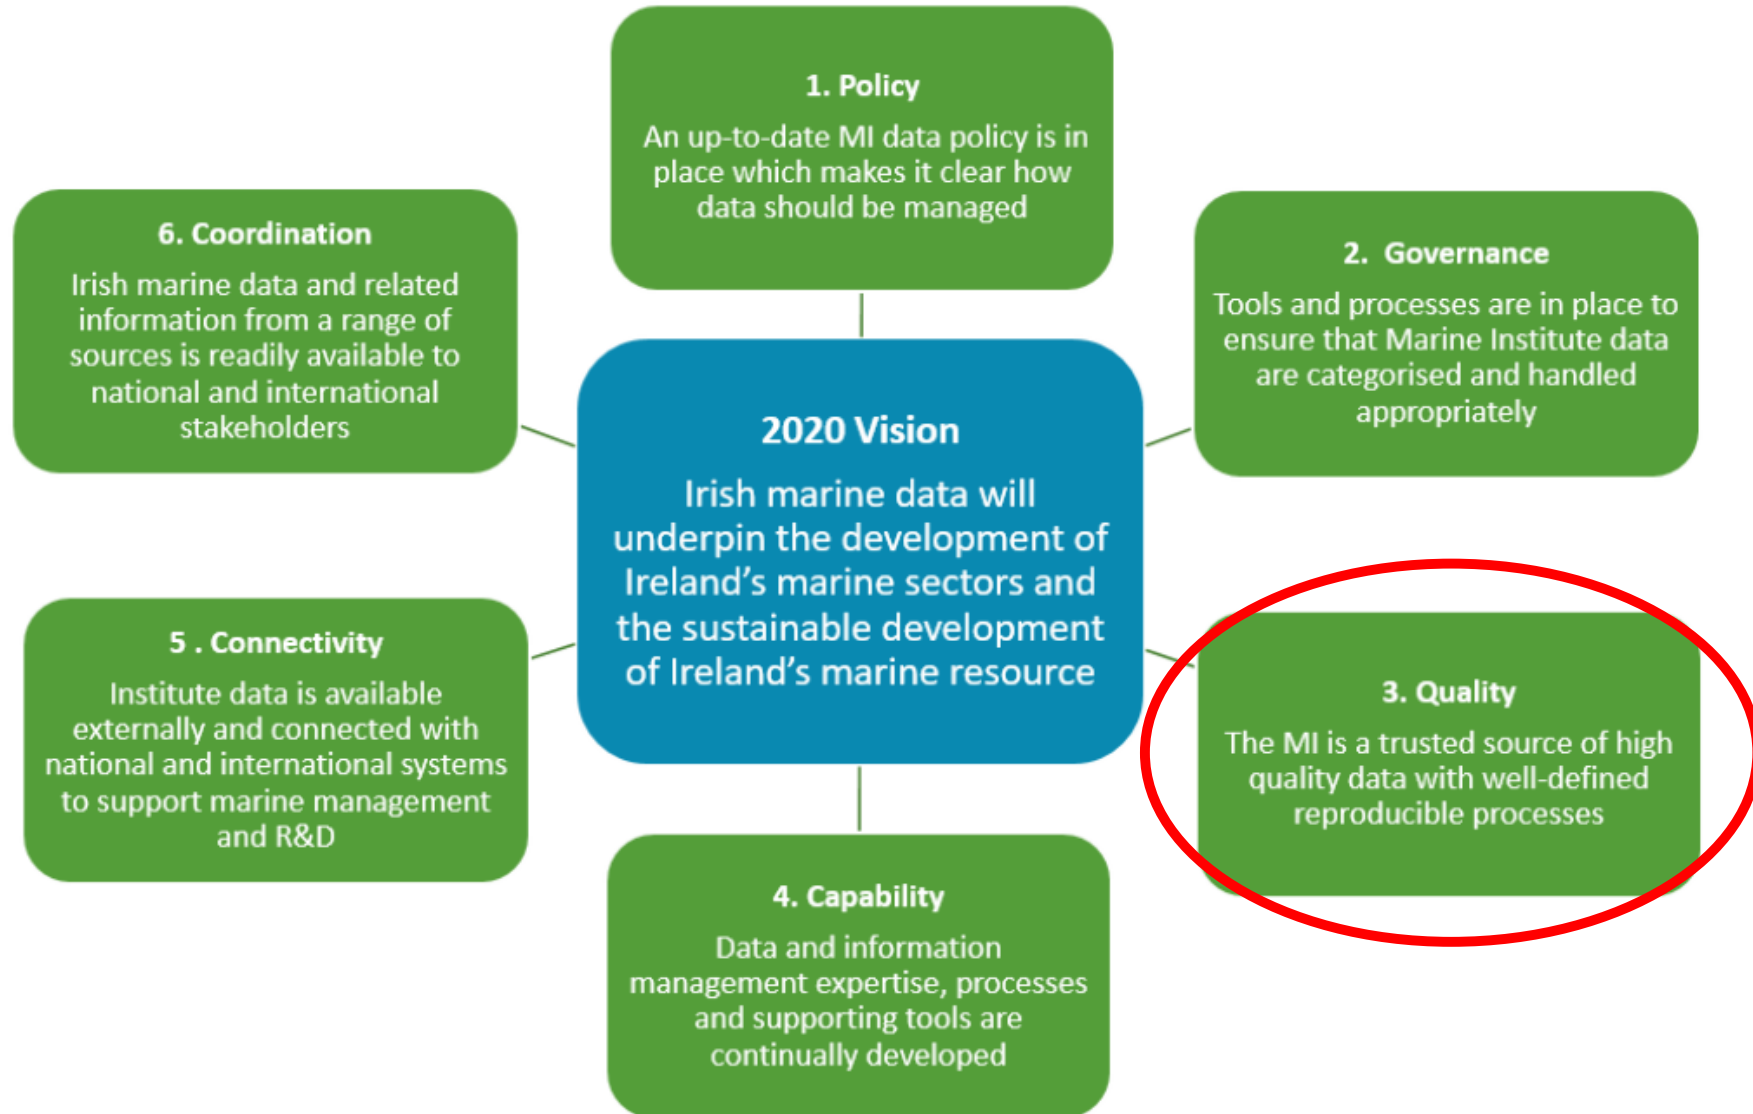 1. Policy
An up-to-date MI data policy is in
place which makes it clear how
data should be managed
2.  Governance
Tools and processes are in place to
ensure that Marine Institute data
are categorised and handled
appropriately
3. Quality
The MI is a trusted source of high
quality data with well-defined
reproducible processes
4. Capability
Data and information
management expertise, processes
and supporting tools are
continually developed
5 . Connectivity
Institute data is available
externally and connected with
national and international systems
to support marine management
and R&D
6. Coordination
Irish marine data and related
information from a range of
sources is readily available to
national and international
stakeholders
2020 Vision
Irish marine data will
underpin the development of
Ireland’s marine sectors and
the sustainable development
of Ireland’s marine resource